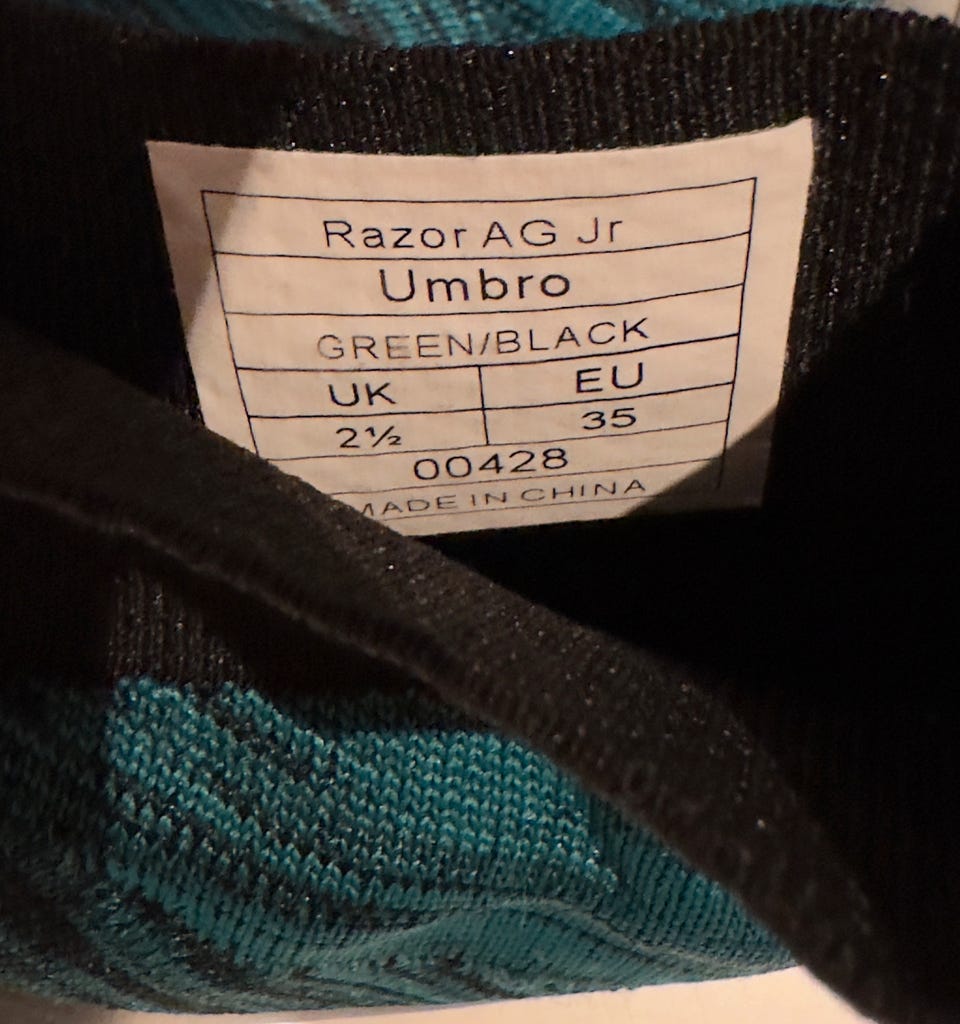 Razor AG Jr
Umbro
GREEN/BLACK
UK EU
2½ 35
00428
MADE IN CHINA